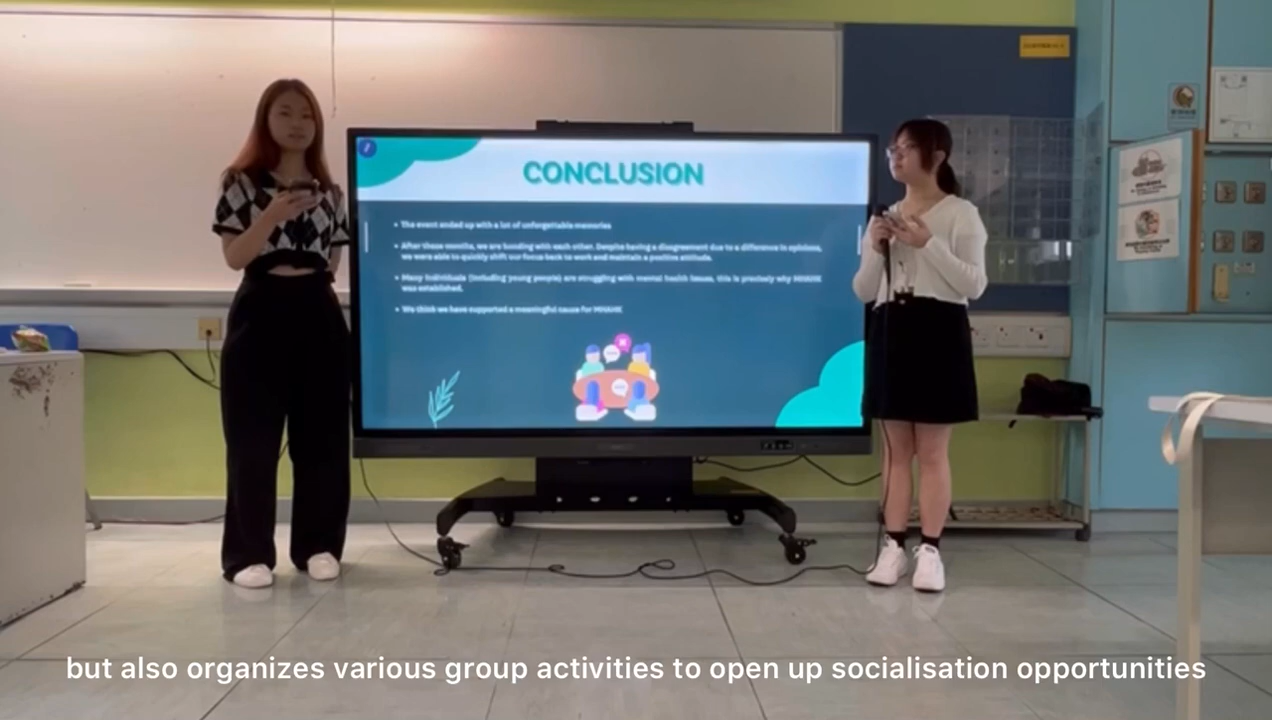 CONCLUSION
• The event ended up with a lot of unforgettable memories
• After these months, we are bonding with each other. Despite having a disagreement due to a difference in opinions,
we were able to quickly shift our focus back to work and maintain a positive attitude.
• Many individuals (including young people) are struggling with mental health issues, this is precisely why MHAHK
was established.
• We think we have supported a meaningful cause for MHAHK
but also organizes various group activities to open up socialisation opportunities